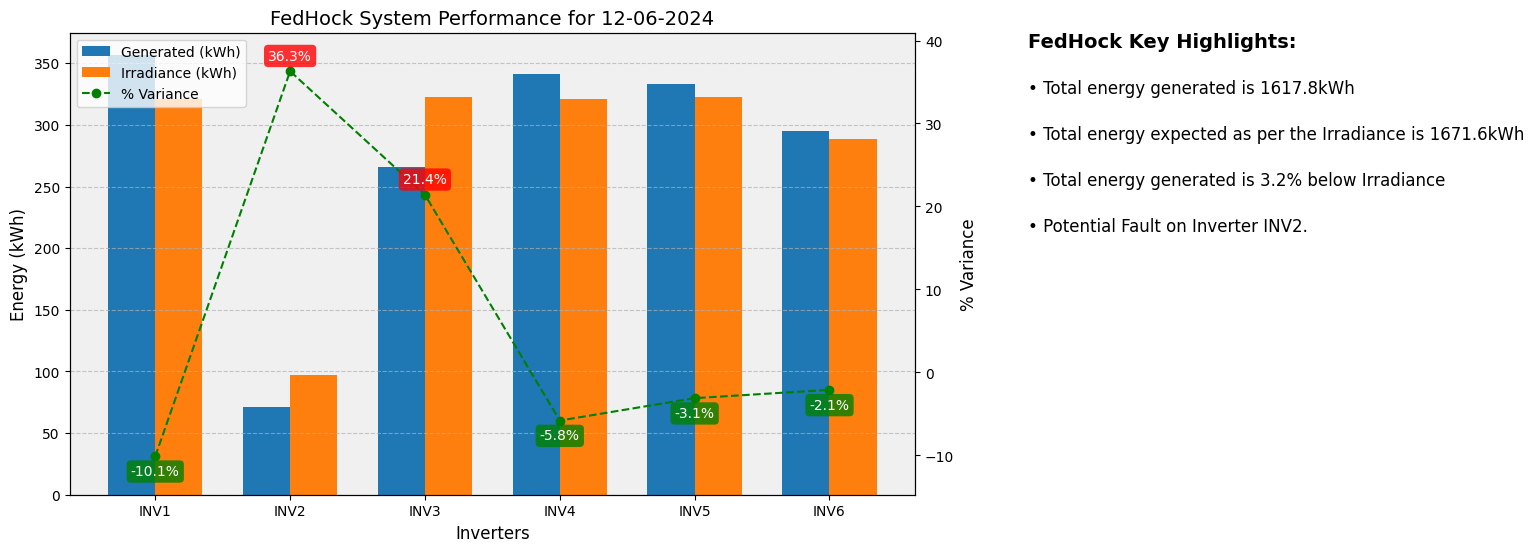 FedHock System Performance for 12-06-2024
Generated (kWh)
Irradiance (kWh)
% Variance
Energy (kWh)
350
300
250
200
150
100
50
0
36.3%
21.4%
-10.1%
-5.8%
-3.1%
-2.1%
40
30
20
10
0
−10
% Variance
INV1 INV2 INV3 INV4 INV5 INV6
Inverters
FedHock Key Highlights:
• Total energy generated is 1617.8kWh
• Total energy expected as per the Irradiance is 1671.6kWh
• Total energy generated is 3.2% below Irradiance
• Potential Fault on Inverter INV2.